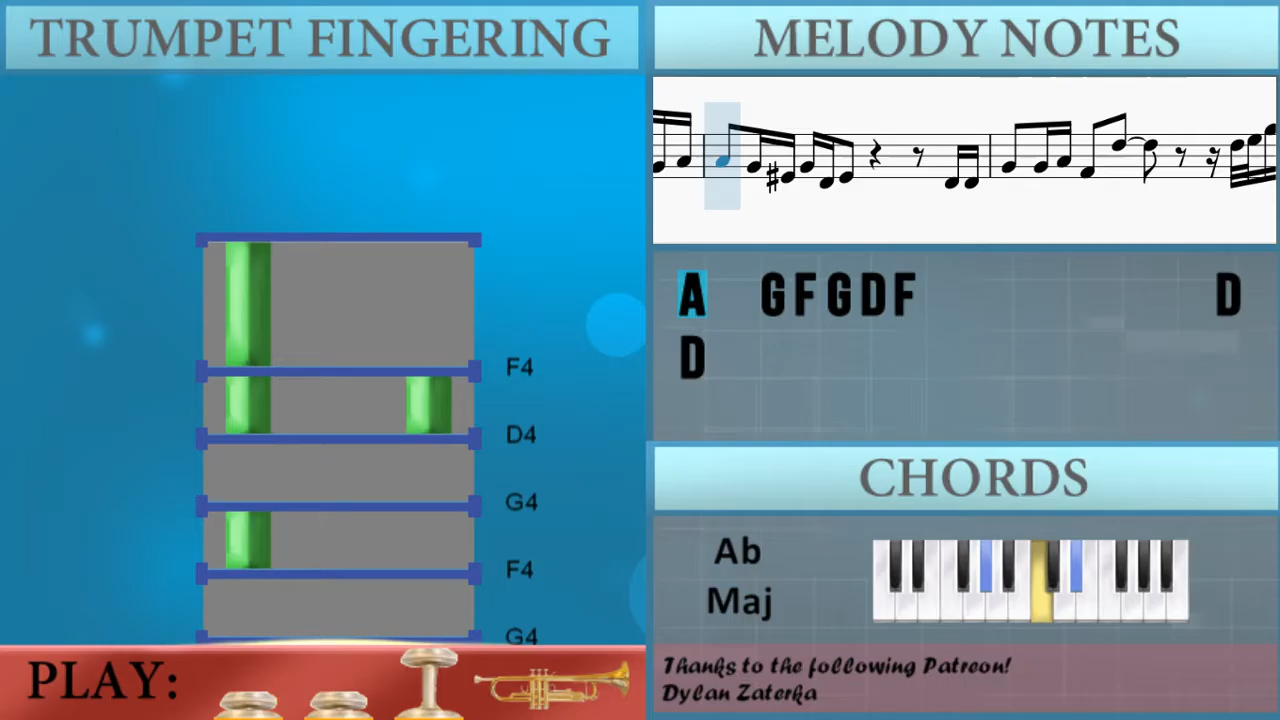 TRUMPET FINGERING
F4
D4
G4
F4
G4
PLAY:
MELODY NOTES
A G F G D F D
D
CHORDS
Ab
Maj
Thanks to the following Patreon!
Dylan Zaterka